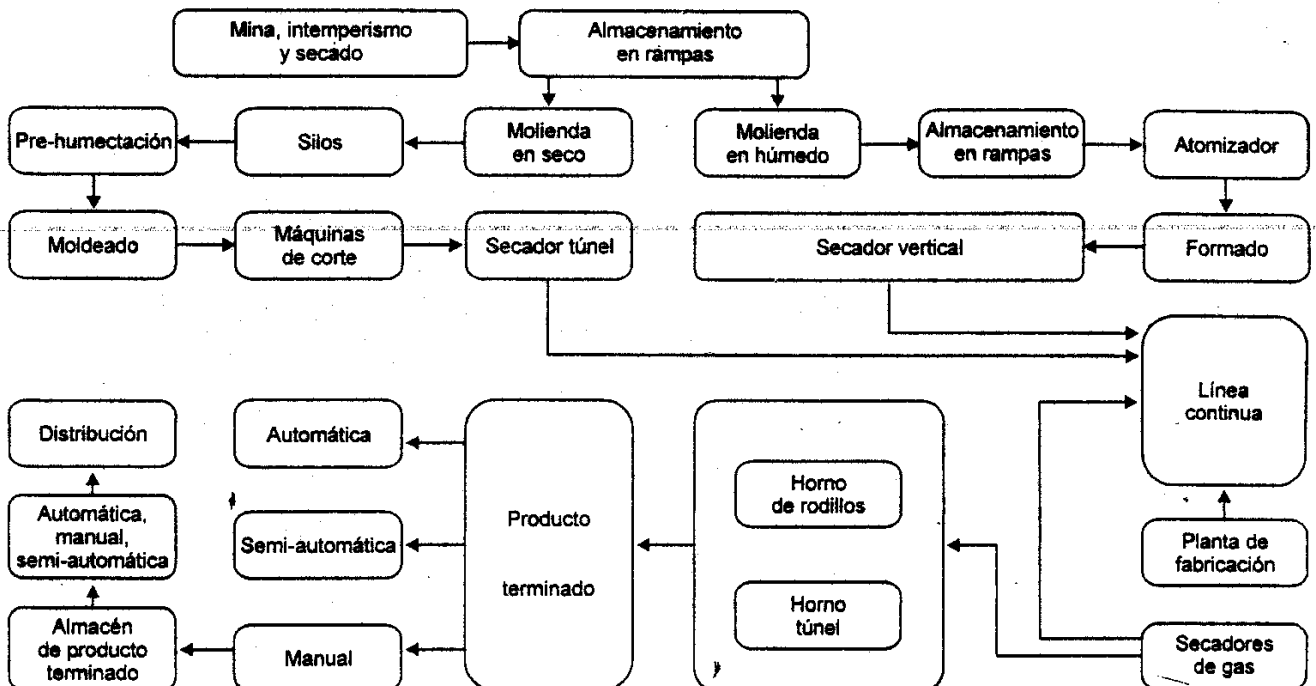 Mina, intemperismo
y secado
Almacenamiento
en rampas
Pre-humectación
Silos
Molienda
en seco
Molienda
en húmedo
Almacenamiento
en rampas
Atomizador
Moldeado
Máquinas
de corte
Secador túnel
Secador vertical
Formado
Línea
continua
Distribución
Automática
Horno
de rodillos
Automática,
manual,
semi-automática
Semi-automática
Producto
terminado
Planta de
fabricación
Horno
túnel
Almacén
de producto
terminado
Manual
Secadores
de gas